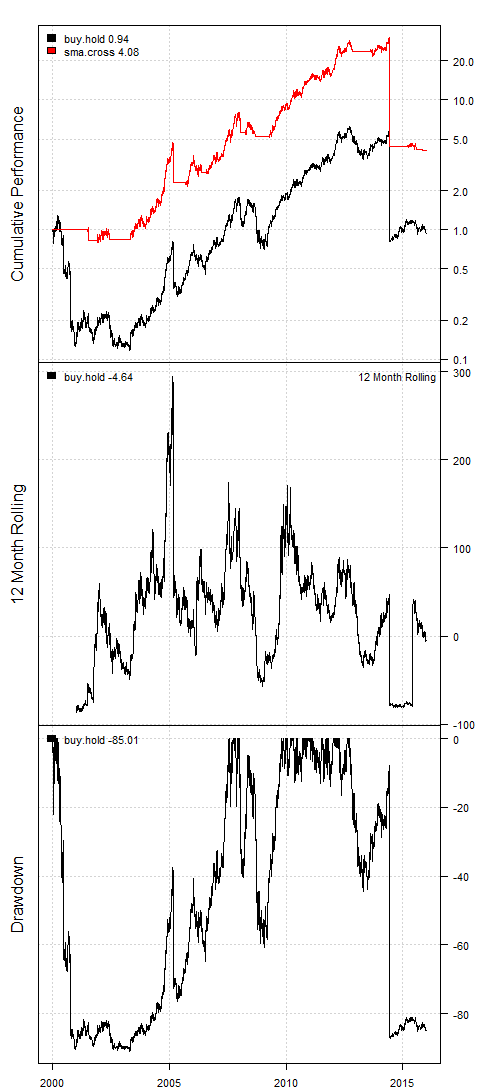 buy.hold 0.94
sma.cross 4.08
Cumulative Performance
20.0
10.0
5.0
2.0
1.0
0.5
0.2
0.1
buy.hold -4.64
12 Month Rolling
12 Month Rolling
300
200
100
0
-100
buy.hold -85.01
Drawdown
0
-20
-40
-60
-80
2000
2005
2010
2015